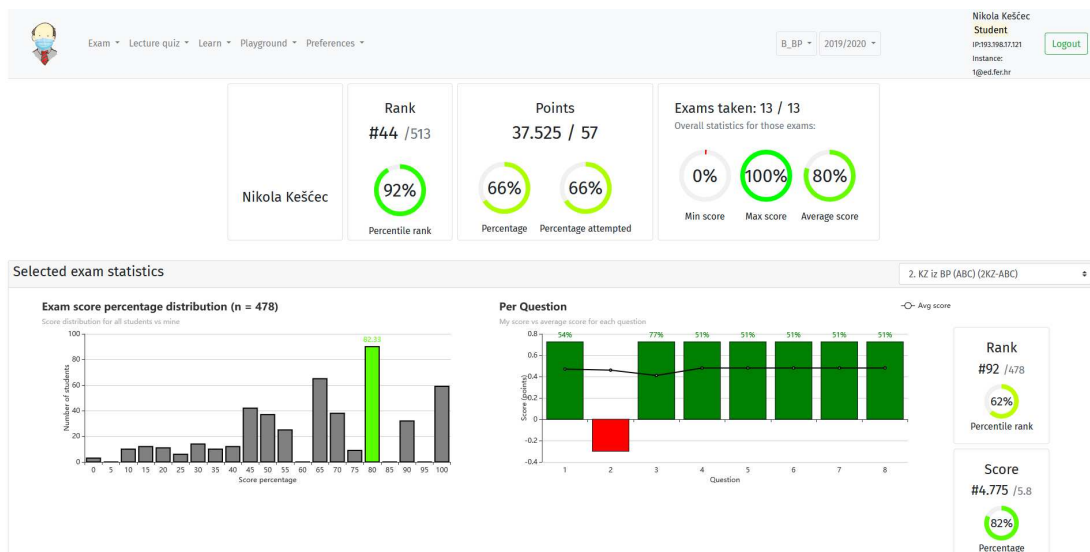 Nikola Kešćec
Student
IP:193.198.17.121
Instance:
1@ed.fer.hr
Exam Lecture quiz Learn Playground Preferences
B_BP 2019/2020
Logout
Nikola Kešćec
Rank
#44 /513
92%
Percentile rank
Points
37.525 / 57
66% 66%
Percentage Percentage attempted
Exams taken: 13 / 13
Overall statistics for those exams:
0% 100% 80%
Min score Max score Average score
Selected exam statistics
2. KZ iz BP (ABC) (2KZ-ABC)
Exam score percentage distribution (n = 478)
Score distribution for all students vs mine
100
80
60
40
20
0
Number of students
82.33
0 5 10 15 20 25 30 35 40 45 50 55 60 65 70 75 80 85 90 95 100
Score percentage
Per Question
My score vs average score for each question
Avg score
0.8
0.6
0.4
0.2
0
-0.2
-0.4
Score (points)
54% 77% 51% 51% 51% 51% 51%
1 2 3 4 5 6 7 8
Question
Rank
#92 /478
62%
Percentile rank
Score
#4.775 /5.8
82%
Percentage